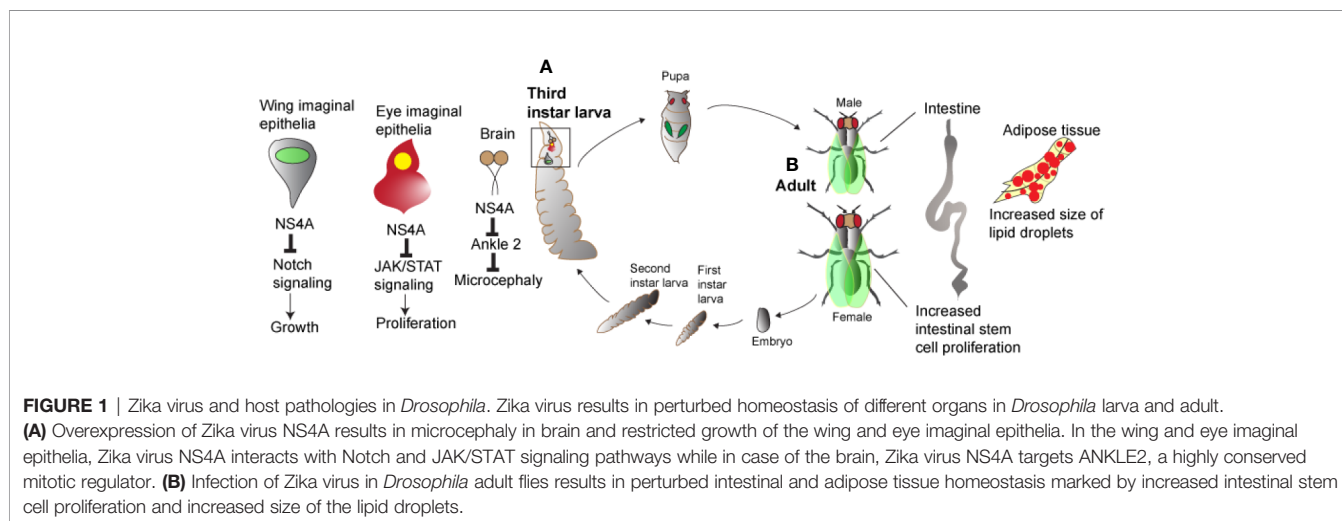 A
Third
instar larva
Wing imaginal
epithelia
NS4A
Notch
signaling
Growth
Eye imaginal
epithelia
NS4A
JAK/STAT
signaling
Proliferation
Brain
NS4A
Ankle 2
Microcephaly
Pupa
Second
instar larva
First
instar
larva
Embryo
B
Adult
Male
Female
Intestine
Increased
intestinal stem
cell proliferation
Adipose tissue
Increased size of
lipid droplets
FIGURE 1 | Zika virus and host pathologies in Drosophila. Zika virus results in perturbed homeostasis of different organs in Drosophila larva and adult.
(A) Overexpression of Zika virus NS4A results in microcephaly in brain and restricted growth of the wing and eye imaginal epithelia. In the wing and eye imaginal
epithelia, Zika virus NS4A interacts with Notch and JAK/STAT signaling pathways while in case of the brain, Zika virus NS4A targets ANKLE2, a highly conserved
mitotic regulator. (B) Infection of Zika virus in Drosophila adult flies results in perturbed intestinal and adipose tissue homeostasis marked by increased intestinal stem
cell proliferation and increased size of the lipid droplets.